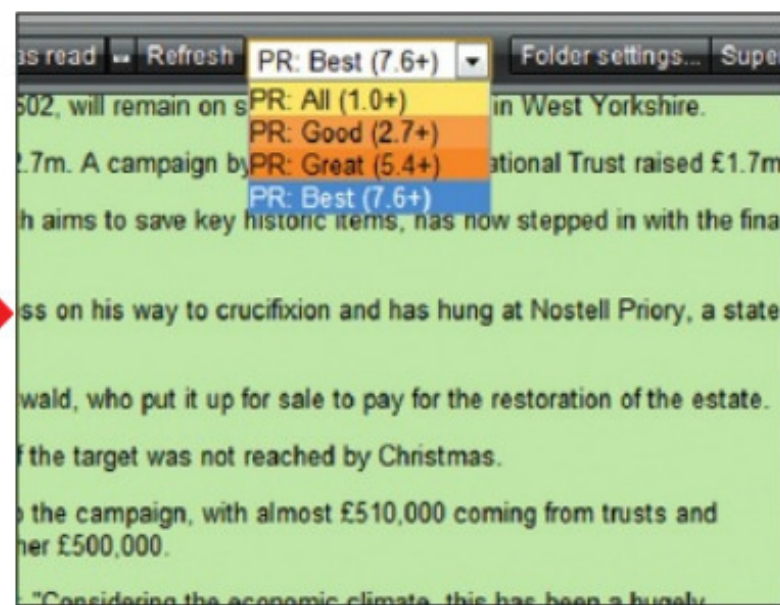 as read Refresh PR: Best (7.6+) Folder settings... Supe
502, will remain on s PR: All (1.0+) in West Yorkshire.
PR: Good (2.7+)
.7m. A campaign by PR: Great (5.4+) ational Trust raised £1.7m
PR: Best (7.6+)
h aims to save key historic items, has now stepped in with the fina
ss on his way to crucifixion and has hung at Nostell Priory, a state
wald, who put it up for sale to pay for the restoration of the estate.
f the target was not reached by Christmas.
the campaign, with almost £510,000 coming from trusts and
her £500,000.
"Considering the economic climate, this has been a hugely